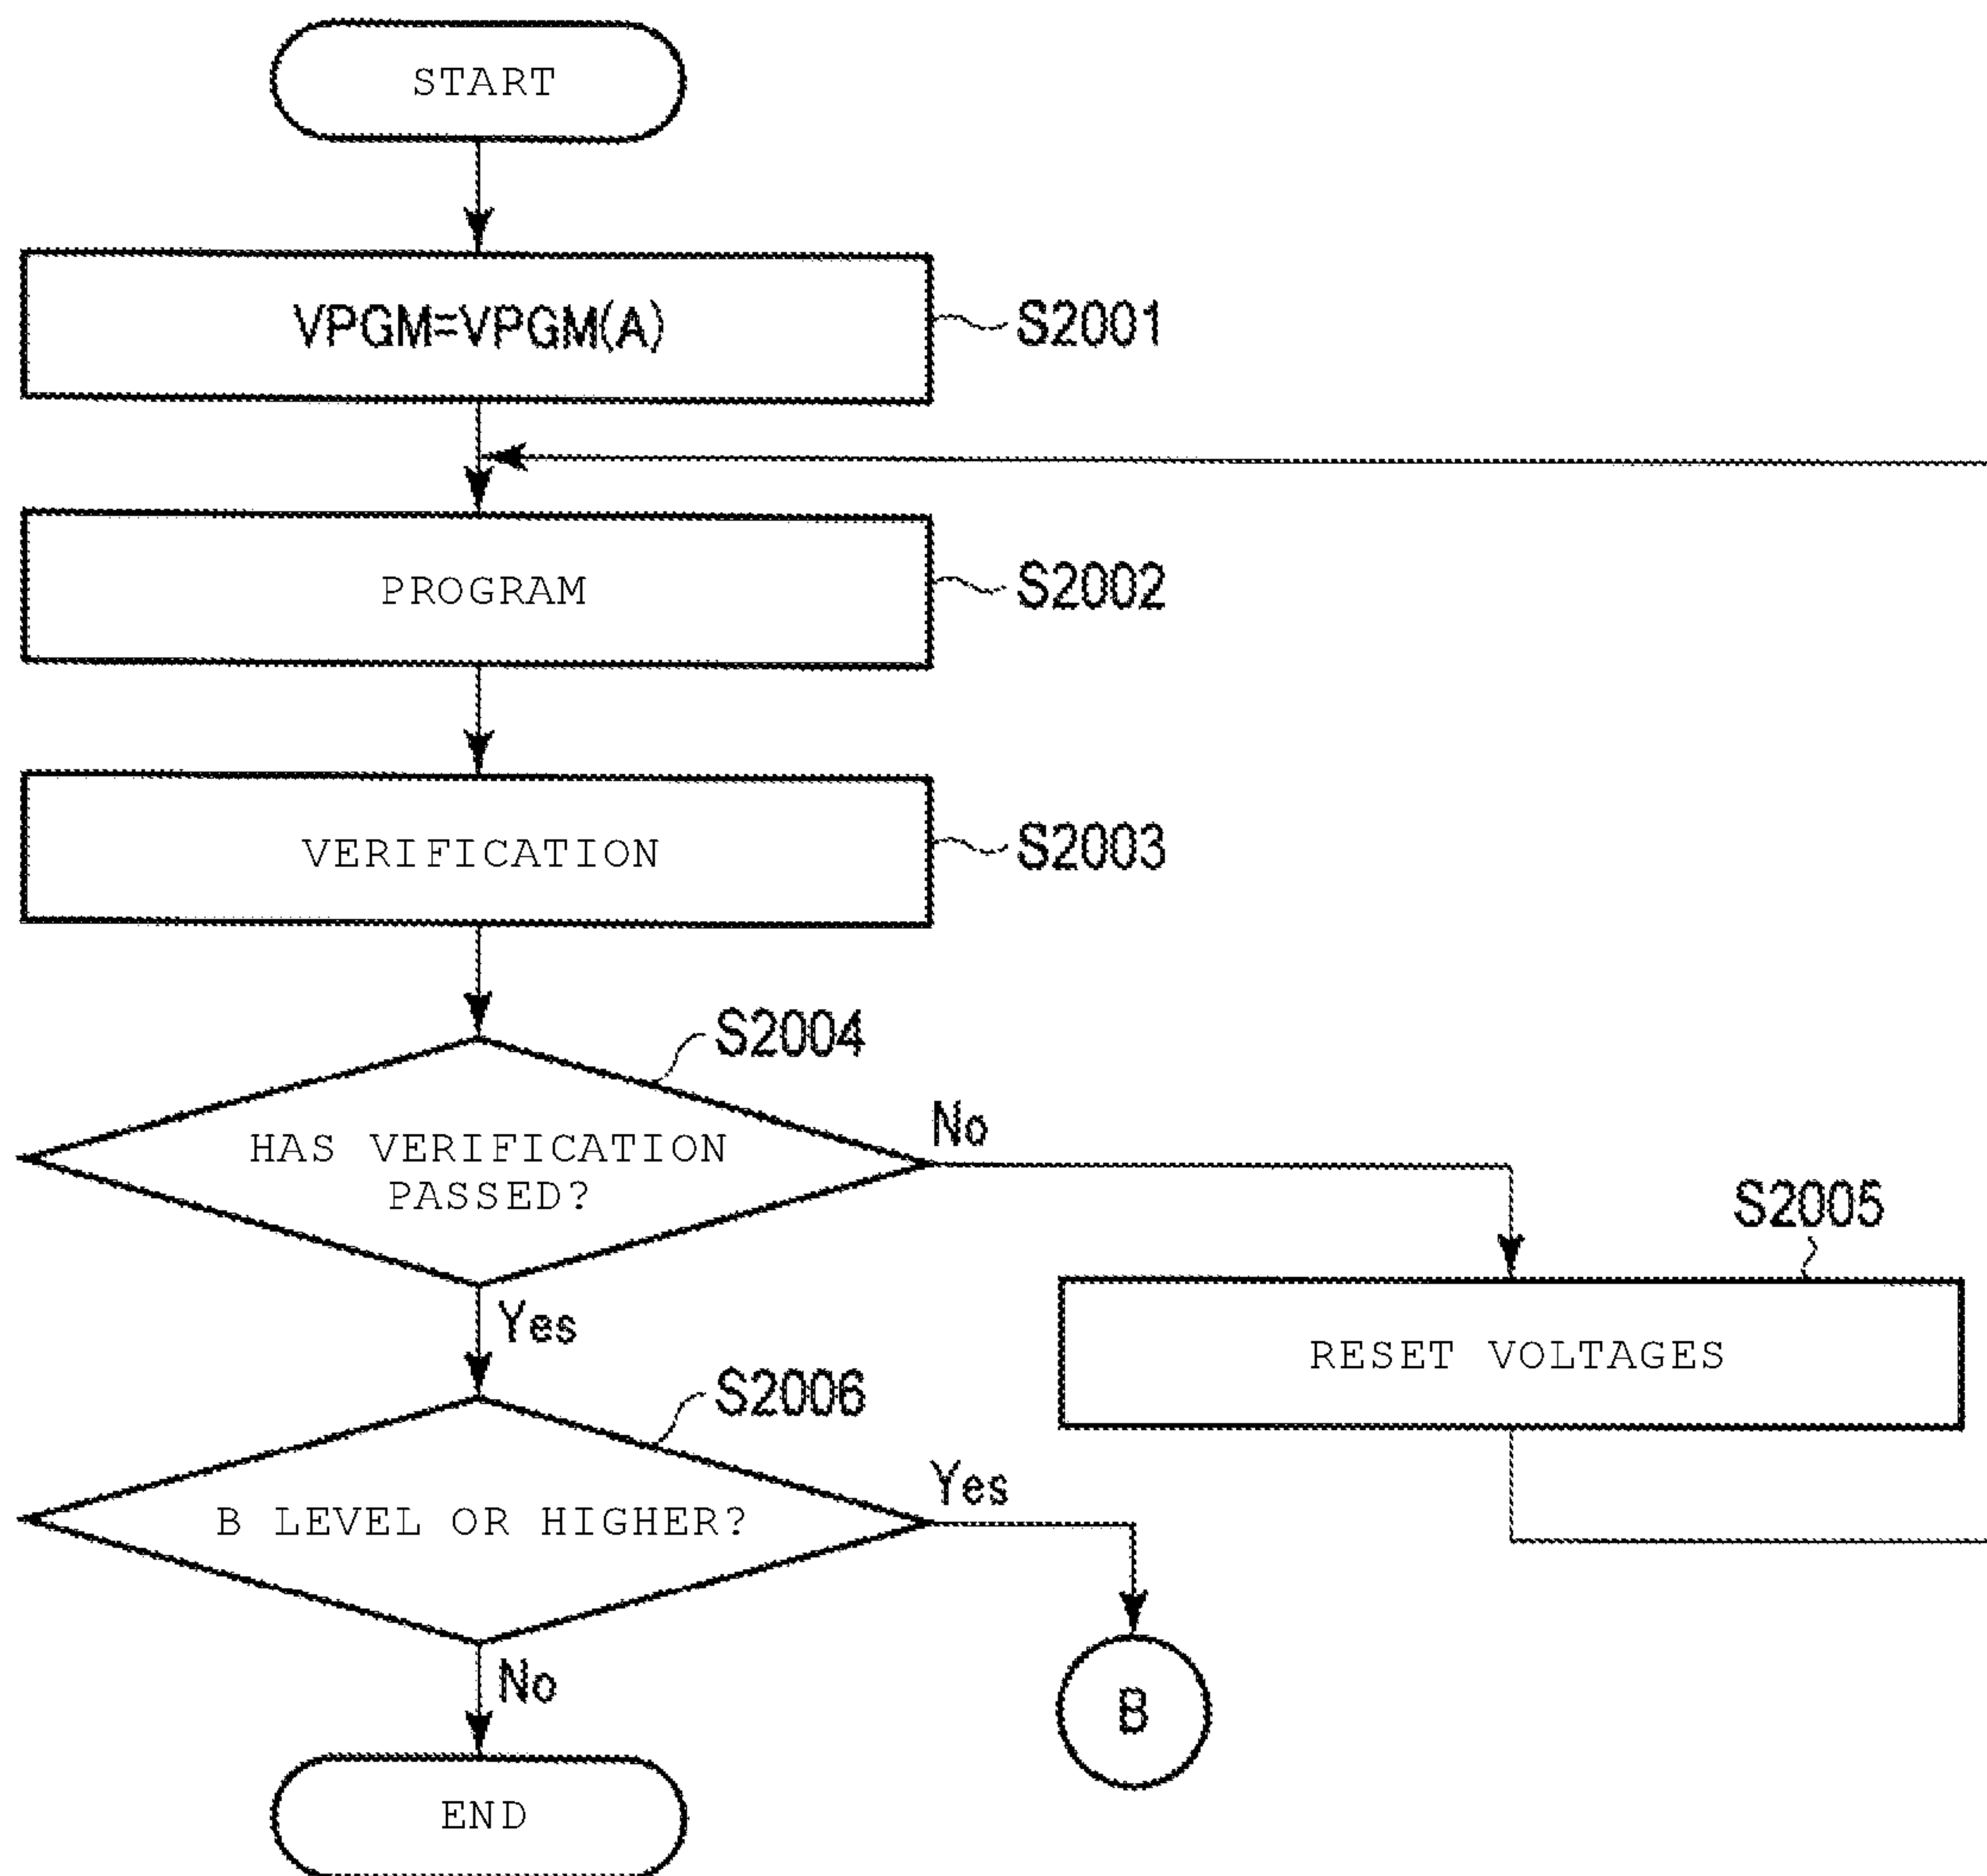 START
VPGM=VPGM(A)
S2001
PROGRAM
S2002
VERIFICATION
S2003
S2004
HAS VERIFICATION
PASSED?
No
Yes
S2005
RESET VOLTAGES
S2006
B LEVEL OR HIGHER?
Yes
No
B
END